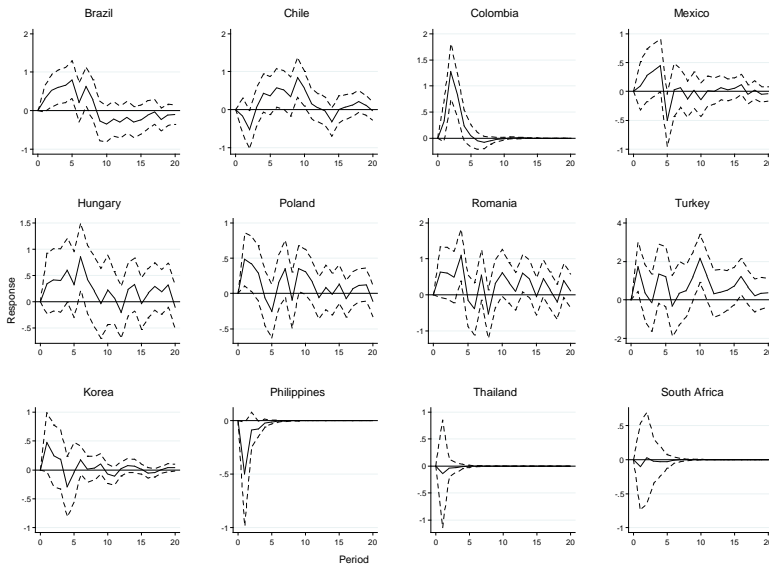 Brazil
2
1
0
-1
0 5 10 15 20
Chile
2
1
0
-1
0 5 10 15 20
Colombia
2
1.5
1
.5
0
0 5 10 15 20
Mexico
1
.5
0
-.5
-1
0 5 10 15 20
Response
Hungary
1.5
1
.5
0
-.5
0 5 10 15 20
Poland
1
.5
0
-.5
0 5 10 15 20
Romania
2
1
0
-1
0 5 10 15 20
Turkey
4
2
0
-2
0 5 10 15 20
Korea
1
.5
0
-.5
-1
0 5 10 15 20
Philippines
0
-.5
-1
0 5 10 15 20
Thailand
1
.5
0
-.5
-1
0 5 10 15 20
South Africa
1
.5
0
-.5
-1
0 5 10 15 20
Period